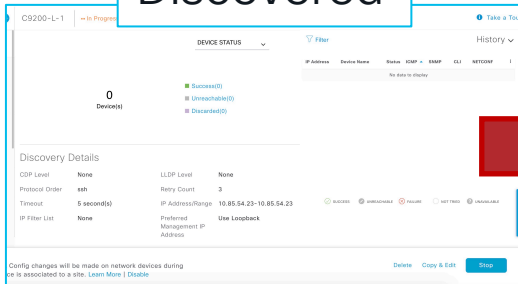 Discovered
C9200-L-1
In Progress
Take a Tou
DEVICE STATUS
Filter
History
IP Address Device Name Status ICMP SNMP CLI NETCONF
No data to display
0
Device(s)
Success(0)
Unreachable(0)
Discarded(0)
Discovery Details
CDP Level None LLDP Level None
Protocol Order ssh Retry Count 3
Timeout 5 second(s) IP Address/Range 10.85.54.23-10.85.54.23
IP Filter List None Preferred Management IP Address Use Loopback
SUCCESS UNREACHABLE FAILURE NOT TRIED UNAVAILABLE
Config changes will be made on network devices during
ce is associated to a site. Learn More | Disable
Delete Copy & Edit Stop